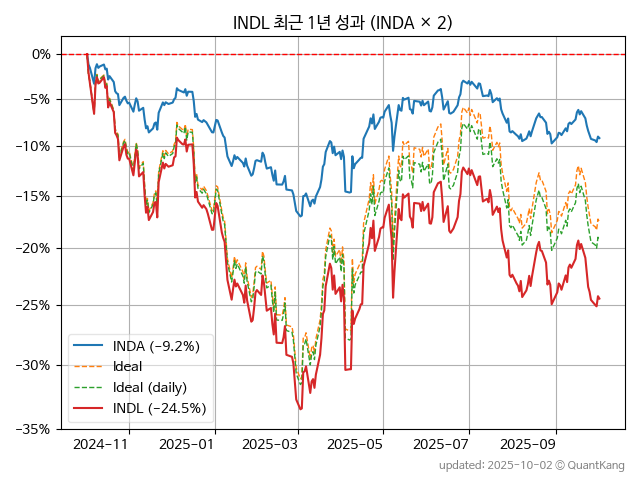 INDL 최근 1년 성과 (INDA × 2)
0%
−5%
−10%
−15%
−20%
−25%
−30%
−35%
INDA (−9.2%)
Ideal
Ideal (daily)
INDL (−24.5%)
2024−11 2025−01 2025−03 2025−05 2025−07 2025−09
updated: 2025-10-02 © QuantKang